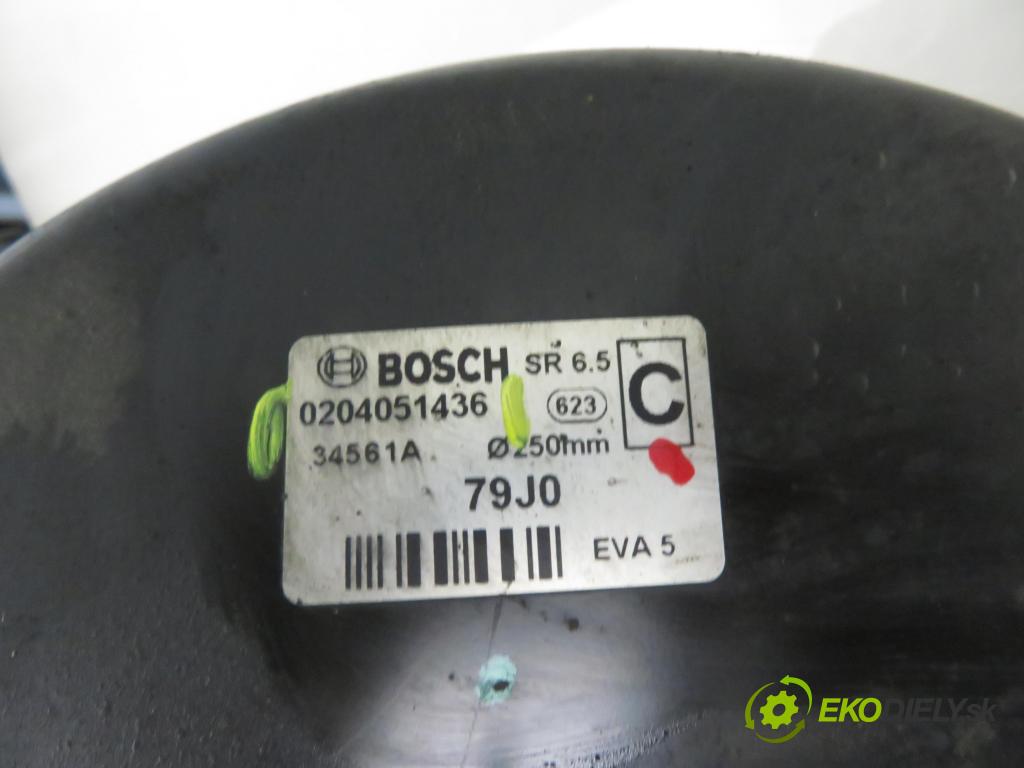 BOSCH SR 6.5 C
0204051436 623
34561A Ø250mm
79J0
EVA 5
EKODIELY.sk